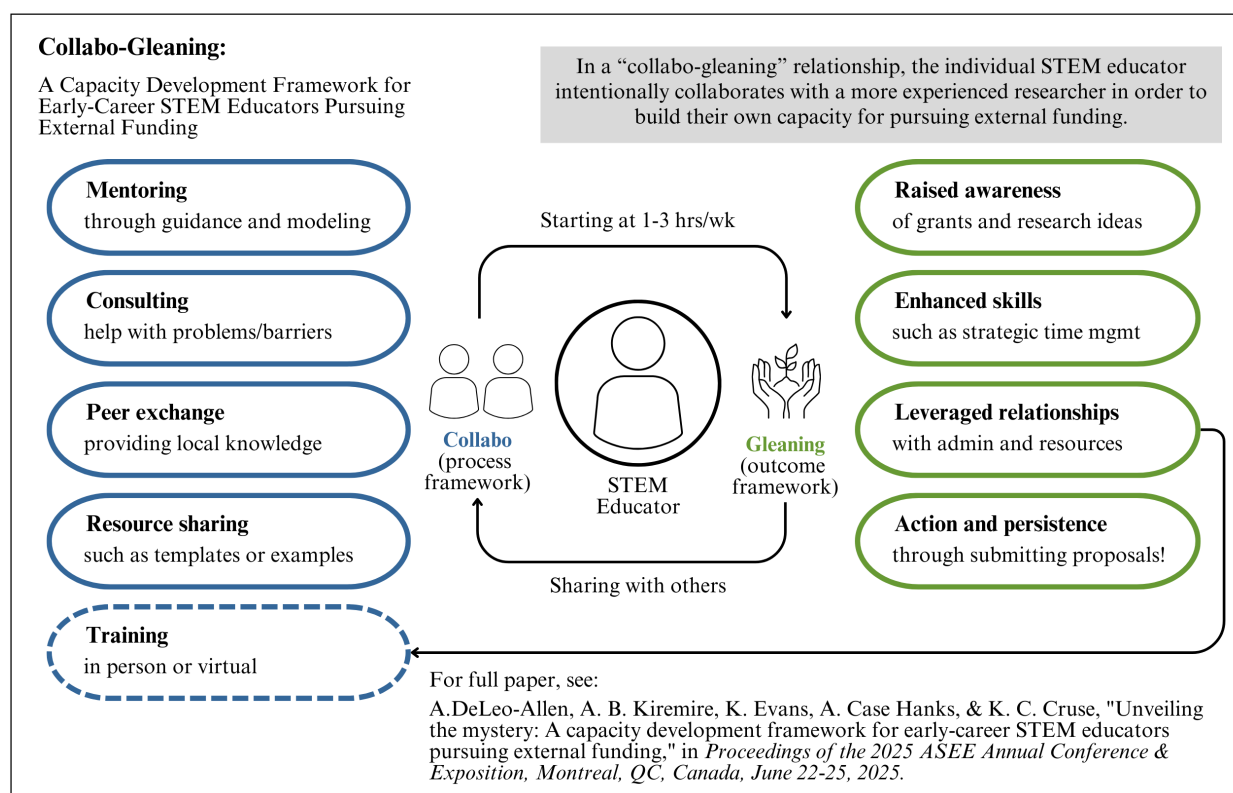 Collabo-Gleaning:
A Capacity Development Framework for
Early-Career STEM Educators Pursuing
External Funding
In a “collabo-gleaning” relationship, the individual STEM educator
intentionally collaborates with a more experienced researcher in order to
build their own capacity for pursuing external funding.
Mentoring
through guidance and modeling
Consulting
help with problems/barriers
Peer exchange
providing local knowledge
Resource sharing
such as templates or examples
Training
in person or virtual
Starting at 1-3 hrs/wk
Collabo
(process
framework)
STEM
Educator
Gleaning
(outcome
framework)
Sharing with others
Raised awareness
of grants and research ideas
Enhanced skills
such as strategic time mgmt
Leveraged relationships
with admin and resources
Action and persistence
through submitting proposals!
For full paper, see:
A.DeLeo-Allen, A. B. Kiremire, K. Evans, A. Case Hanks, & K. C. Cruse, "Unveiling
the mystery: A capacity development framework for early-career STEM educators
pursuing external funding," in Proceedings of the 2025 ASEE Annual Conference &
Exposition, Montreal, QC, Canada, June 22-25, 2025.